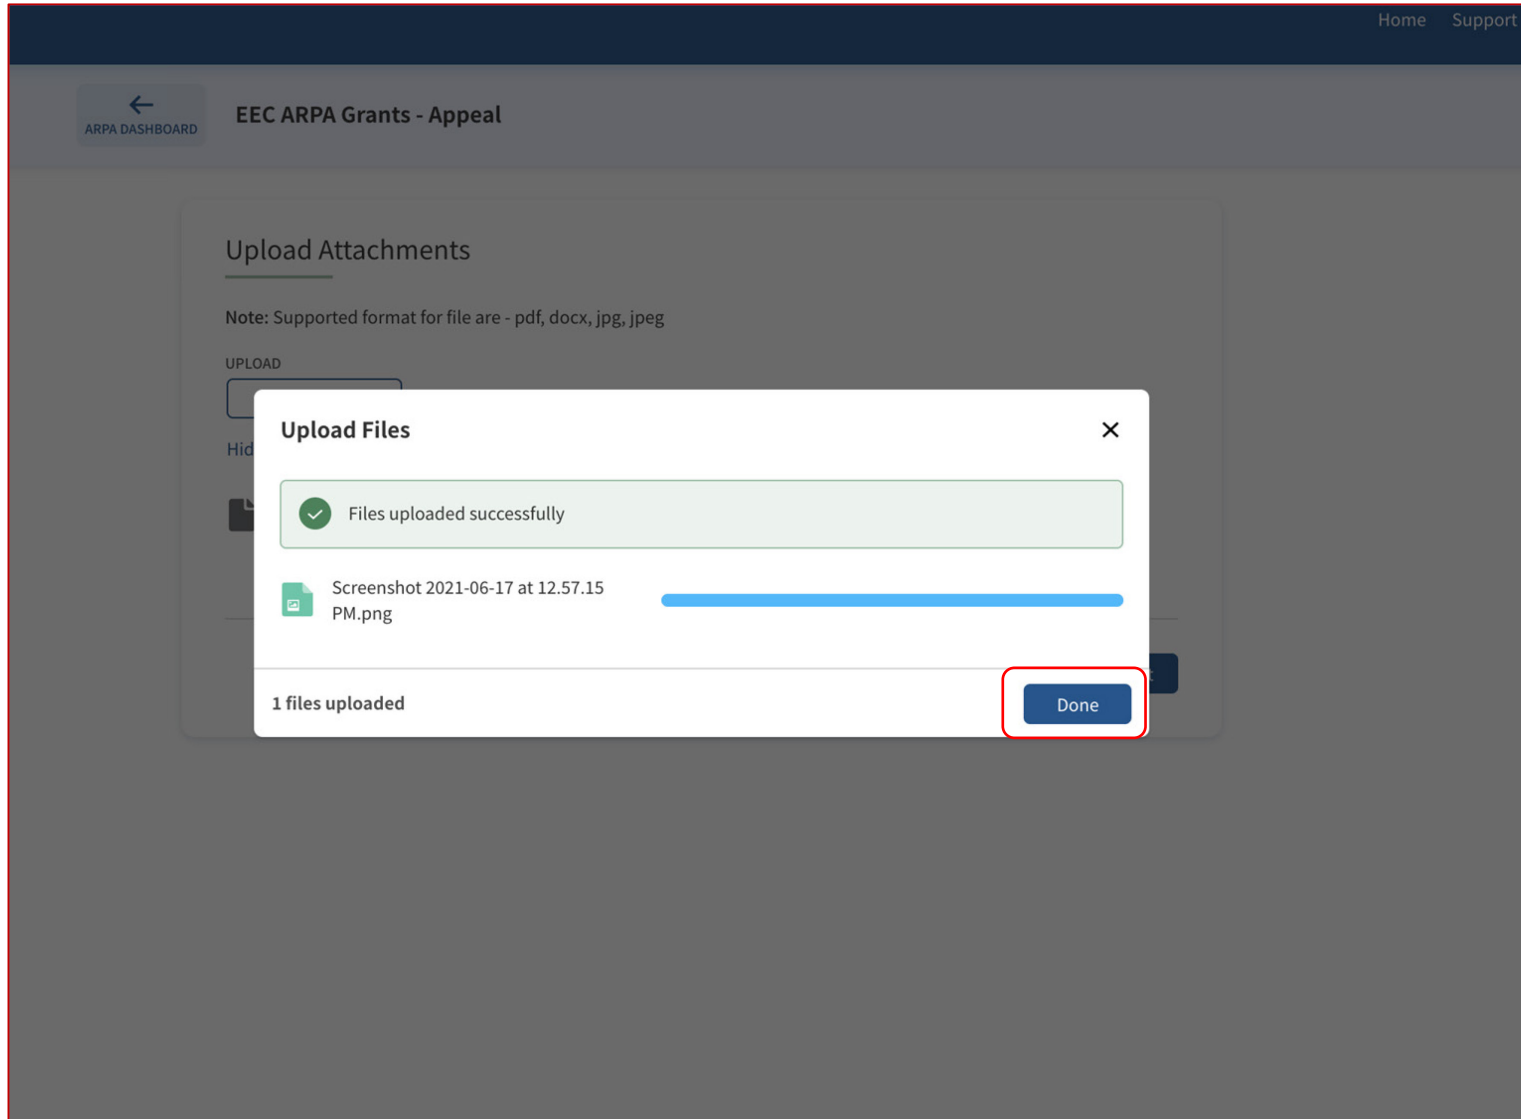 Home Support
ARPA DASHBOARD
EEC ARPA Grants - Appeal
Upload Attachments
Note: Supported format for file are - pdf, docx, jpg, jpeg
UPLOAD
Hid
Upload Files
Files uploaded successfully
Screenshot 2021-06-17 at 12.57.15
PM.png
1 files uploaded
Done